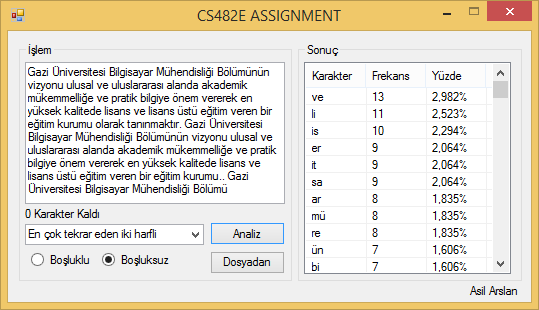 CS482E ASSIGNMENT
İşlem
Gazi Üniversitesi Bilgisayar Mühendisliği Bölümünün
vizyonu ulusal ve uluslararası alanda akademik
mükemmelliğe ve pratik bilgiye önem vererek en
yüksek kalitede lisans ve lisans üstü eğitim veren bir
eğitim kurumu olarak tanınmaktır. Gazi Üniversitesi
Bilgisayar Mühendisliği Bölümünün vizyonu ulusal ve
uluslararası alanda akademik mükemmelliğe ve pratik
bilgiye önem vererek en yüksek kalitede lisans ve
lisans üstü eğitim veren bir eğitim kurumu.. Gazi
Üniversitesi Bilgisayar Mühendisliği Bölümü
0 Karakter Kaldı
En çok tekrar eden iki harfli
Analiz
Boşluklu Boşluksuz
Dosyadan
Sonuç
Karakter Frekans Yüzde
ve 13 2,982%
li 11 2,523%
is 10 2,294%
er 9 2,064%
it 9 2,064%
sa 9 2,064%
ar 8 1,835%
mü 8 1,835%
re 8 1,835%
ün 7 1,606%
bi 7 1,606%
Asil Arslan